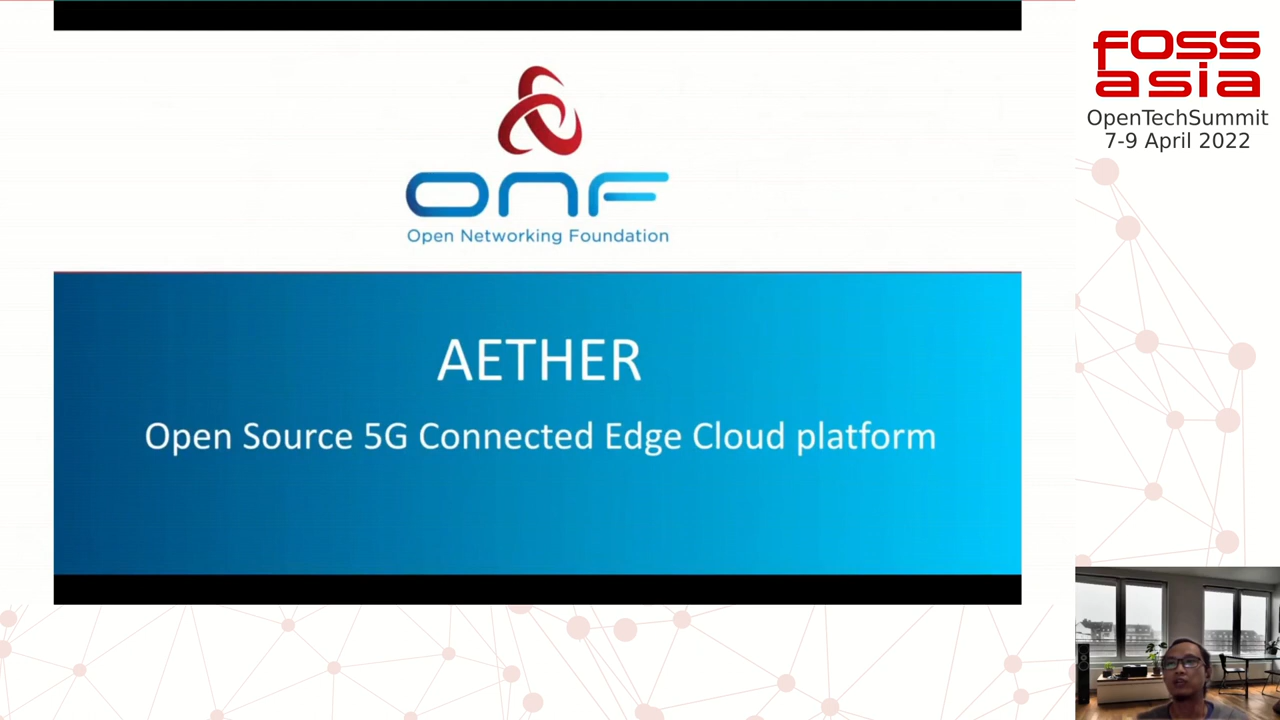 ONF
Open Networking Foundation
AETHER
Open Source 5G Connected Edge Cloud platform
foss
asia
OpenTechSummit
7-9 April 2022